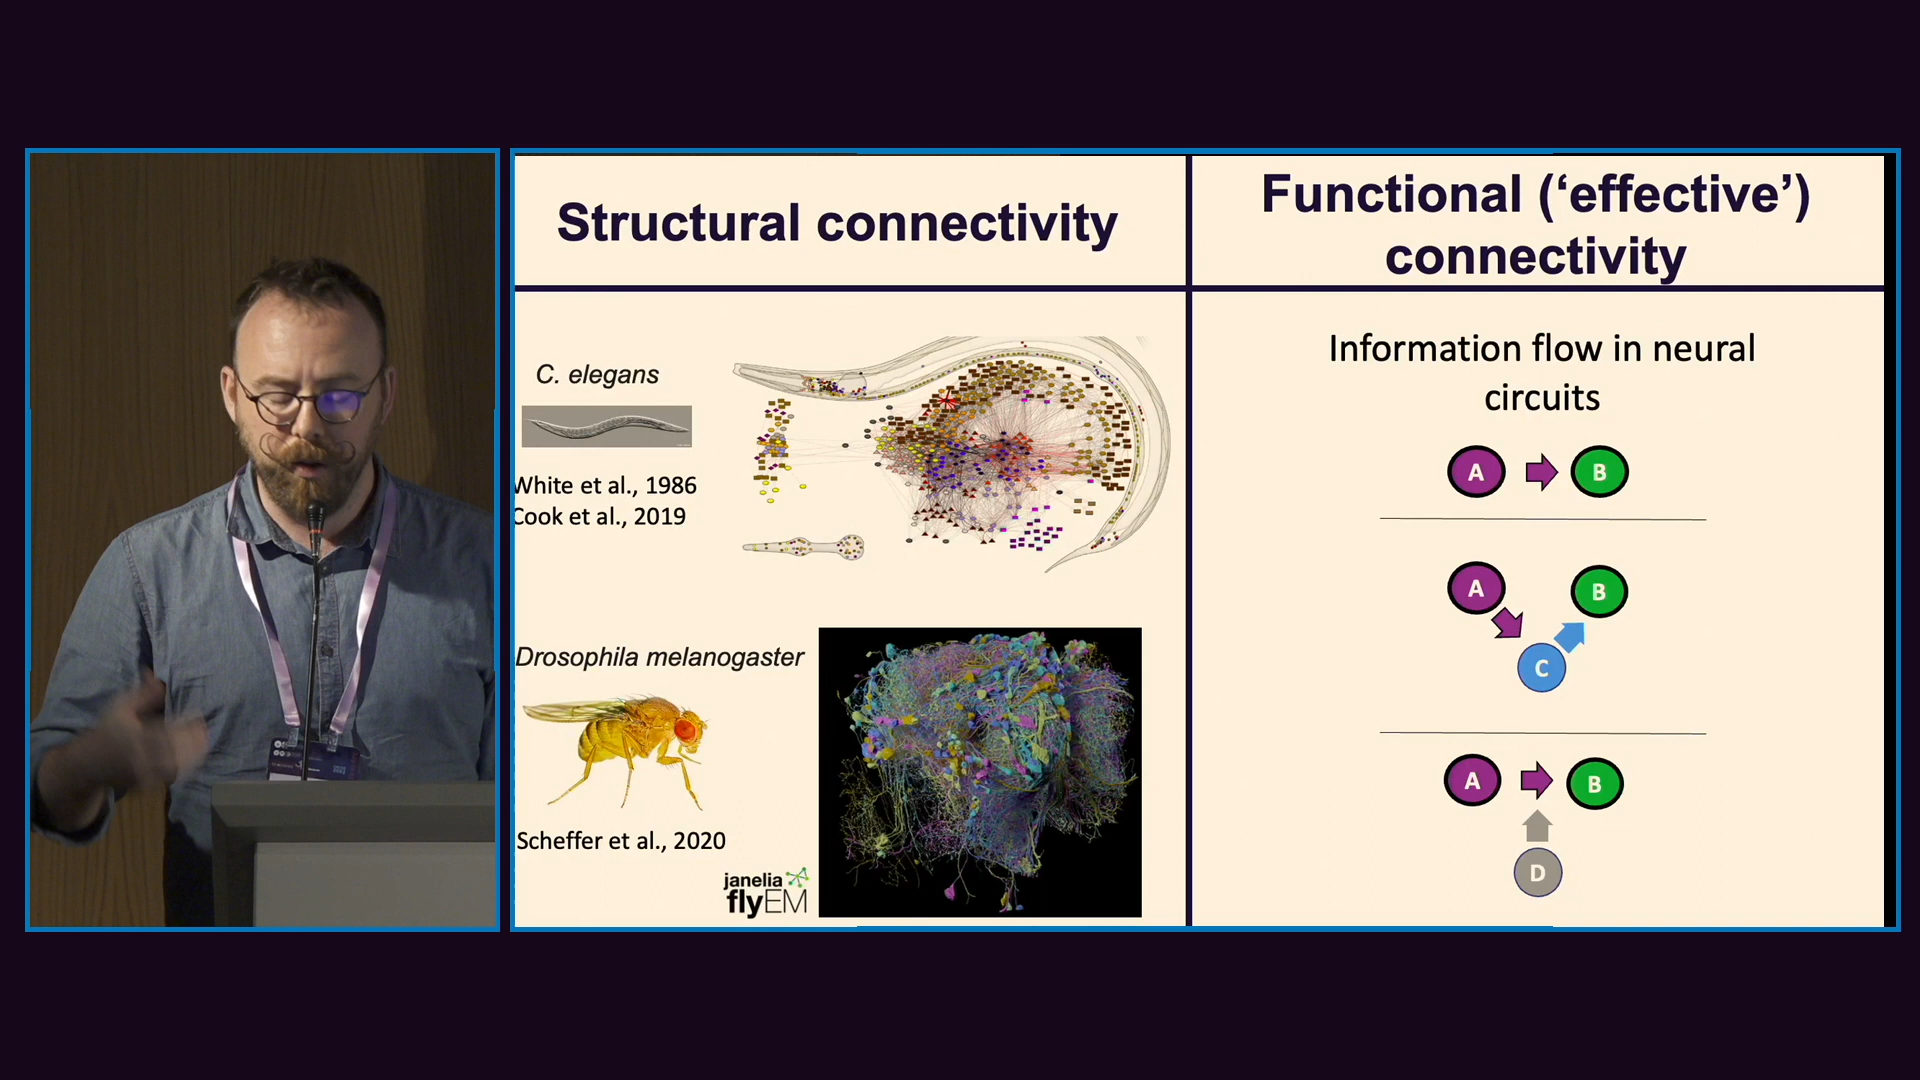 Structural connectivity
C. elegans
White et al., 1986
Cook et al., 2019
Drosophila melanogaster
Scheffer et al., 2020
janelia
flyEM
Functional (‘effective’)
connectivity
Information flow in neural
circuits
A
B
A
B
C
A
B
D